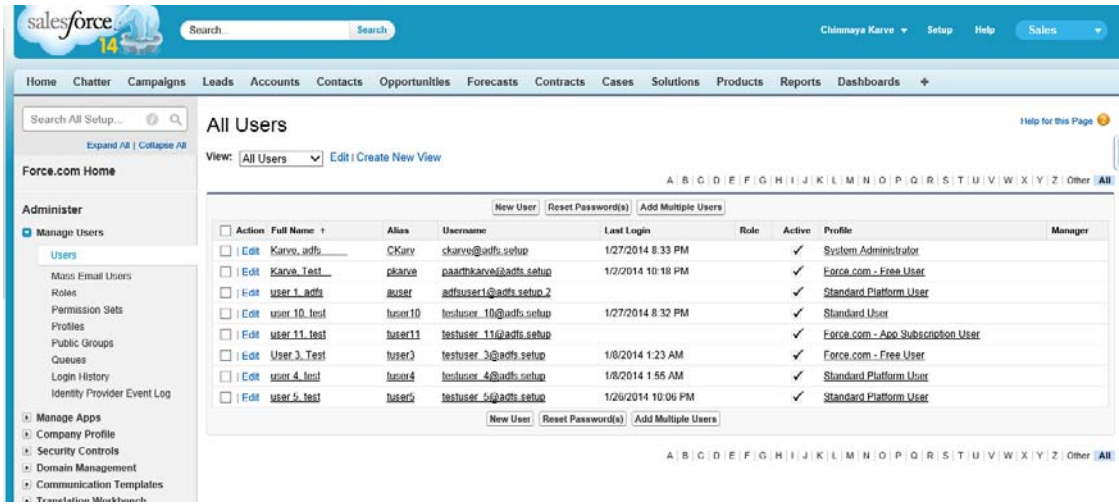 salesforce
14
Search... Search
Chinmaya Karve Setup Help Sales
Home Chatter Campaigns Leads Accounts Contacts Opportunities Forecasts Contracts Cases Solutions Products Reports Dashboards +
Search All Setup...
Expand All | Collapse All
Force.com Home
Administer
Manage Users
Users
Mass Email Users
Roles
Permission Sets
Profiles
Public Groups
Queues
Login History
Identity Provider Event Log
Manage Apps
Company Profile
Security Controls
Domain Management
Communication Templates
Translation Workbench
All Users
Help for this Page
View: All Users Edit | Create New View
A | B | C | D | E | F | G | H | I | J | K | L | M | N | O | P | Q | R | S | T | U | V | W | X | Y | Z | Other | All
New User Reset Password(s) Add Multiple Users
Action Full Name ↑ Alias Username Last Login Role Active Profile Manager
| Edit Karve, adfs CKarv ckarve@adfs.setup 1/27/2014 8:33 PM ✓ System Administrator
| Edit Karve, Test pkarve paarthkarve@adfs.setup 1/2/2014 10:18 PM ✓ Force.com - Free User
| Edit user 1, adfs auser adfsuser1@adfs.setup.2 ✓ Standard Platform User
| Edit user 10, test tuser10 testuser_10@adfs.setup 1/27/2014 8:32 PM ✓ Standard User
| Edit user 11, test tuser11 testuser_11@adfs.setup ✓ Force.com - App Subscription User
| Edit User 3, Test tuser3 testuser_3@adfs.setup 1/8/2014 1:23 AM ✓ Force.com - Free User
| Edit user 4, test tuser4 testuser_4@adfs.setup 1/8/2014 1:55 AM ✓ Standard Platform User
| Edit user 5, test tuser5 testuser_5@adfs.setup 1/26/2014 10:06 PM ✓ Standard Platform User
New User Reset Password(s) Add Multiple Users
A | B | C | D | E | F | G | H | I | J | K | L | M | N | O | P | Q | R | S | T | U | V | W | X | Y | Z | Other | All